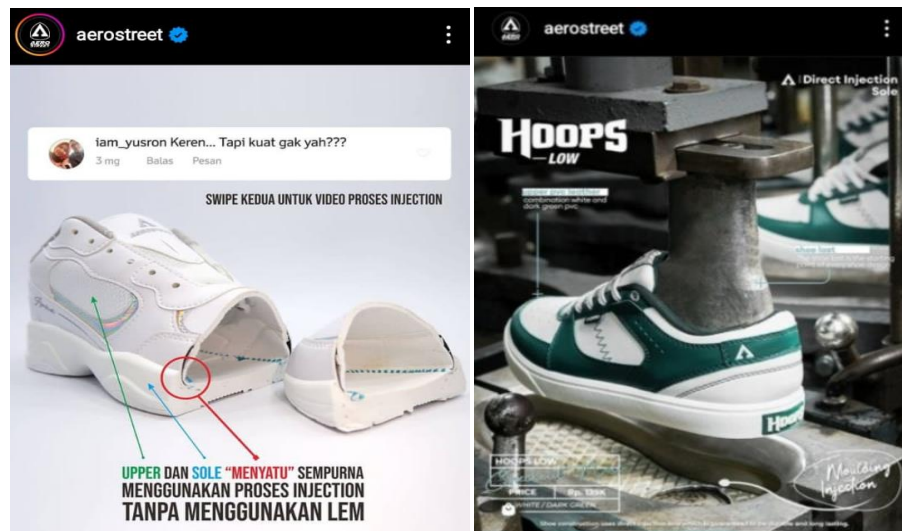 aerostreet
iam_yusron Keren... Tapi kuat gak yah???
3 mg Balas Pesan
SWIPE KEDUA UNTUK VIDEO PROSES INJECTION
UPPER DAN SOLE "MENYATU" SEMPURNA
MENGGUNAKAN PROSES INJECTION
TANPA MENGGUNAKAN LEM
aerostreet
Direct Injection
Sole
HOOPS
LOW
upper pvc leather
combination white and
dark green pvc
shoe last
HOOPS
HOOPS LOW
PRICE Rp. 139K
WHITE / DARK GREEN
Moulding
Injection